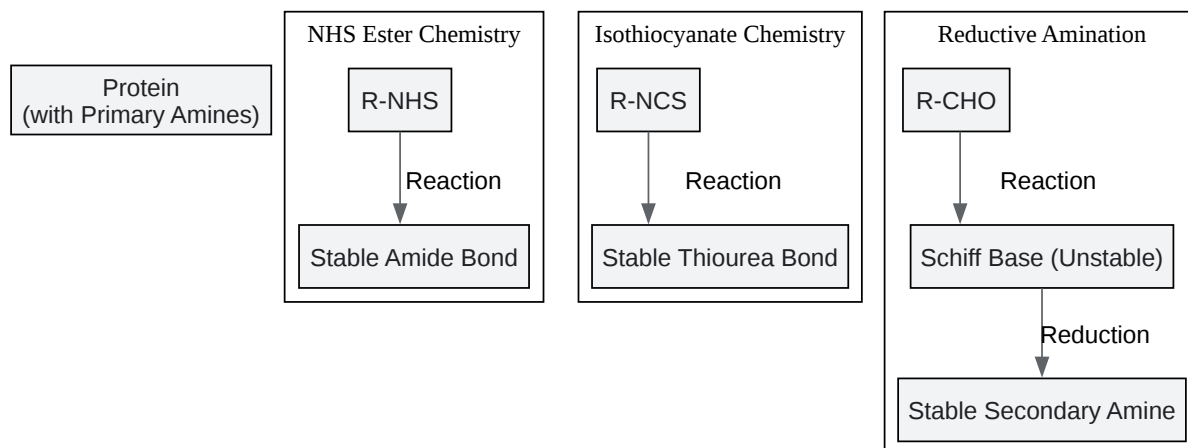 Protein
(with Primary Amines)
NHS Ester Chemistry
R-NHS
Reaction
Stable Amide Bond
Isothiocyanate Chemistry
R-NCS
Reaction
Stable Thiourea Bond
Reductive Amination
R-CHO
Reaction
Schiff Base (Unstable)
Reduction
Stable Secondary Amine